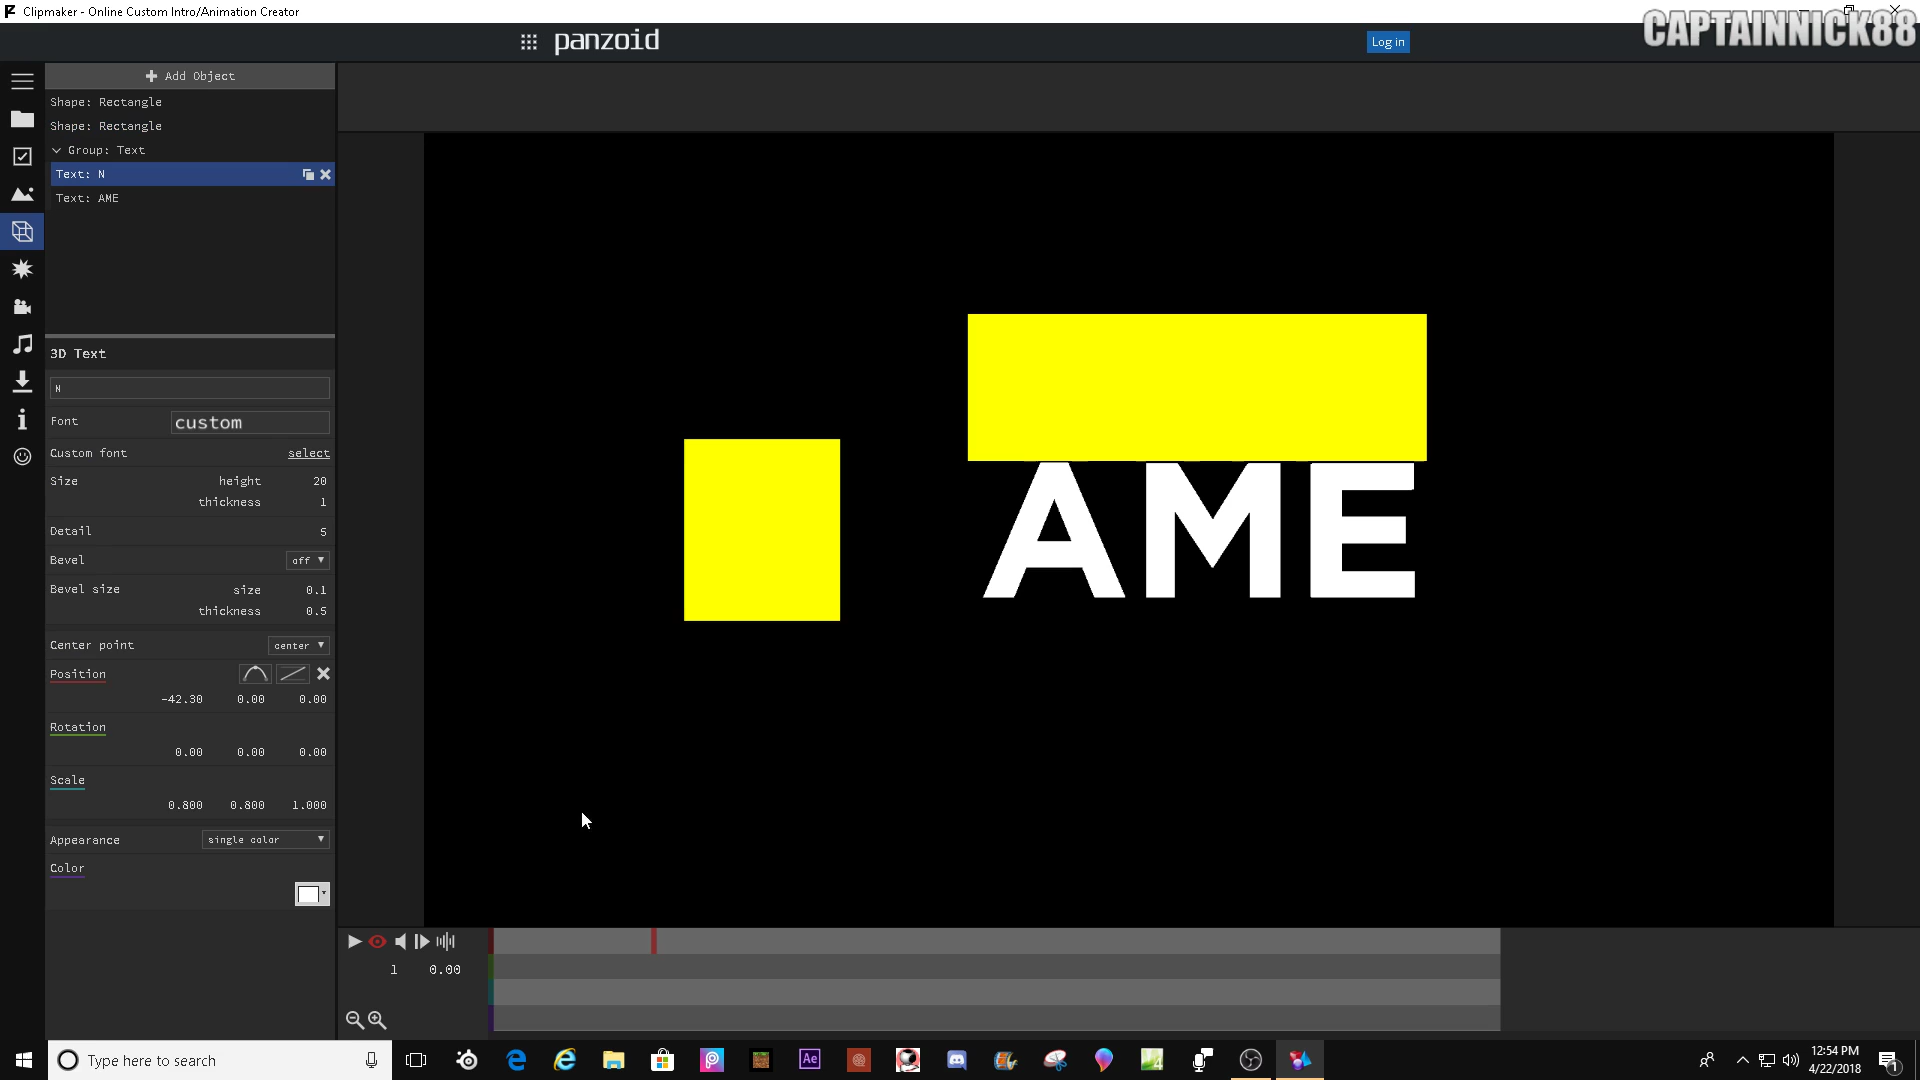 Clipmaker - Online Custom Intro/Animation Creator
CAPTAINNICK88
panzoid
Log in
Add Object
Shape: Rectangle
Shape: Rectangle
Group: Text
Text: N
Text: AME
3D Text
N
Font custom
Custom font select
Size height 20
thickness 1
Detail 5
Bevel off
Bevel size size 0.1
thickness 0.5
Center point center
Position
-42.30 0.00 0.00
Rotation
0.00 0.00 0.00
Scale
0.800 0.800 1.000
Appearance single color
Color
AME
1 0.00
Type here to search
Ae
12:54 PM
4/22/2018
1